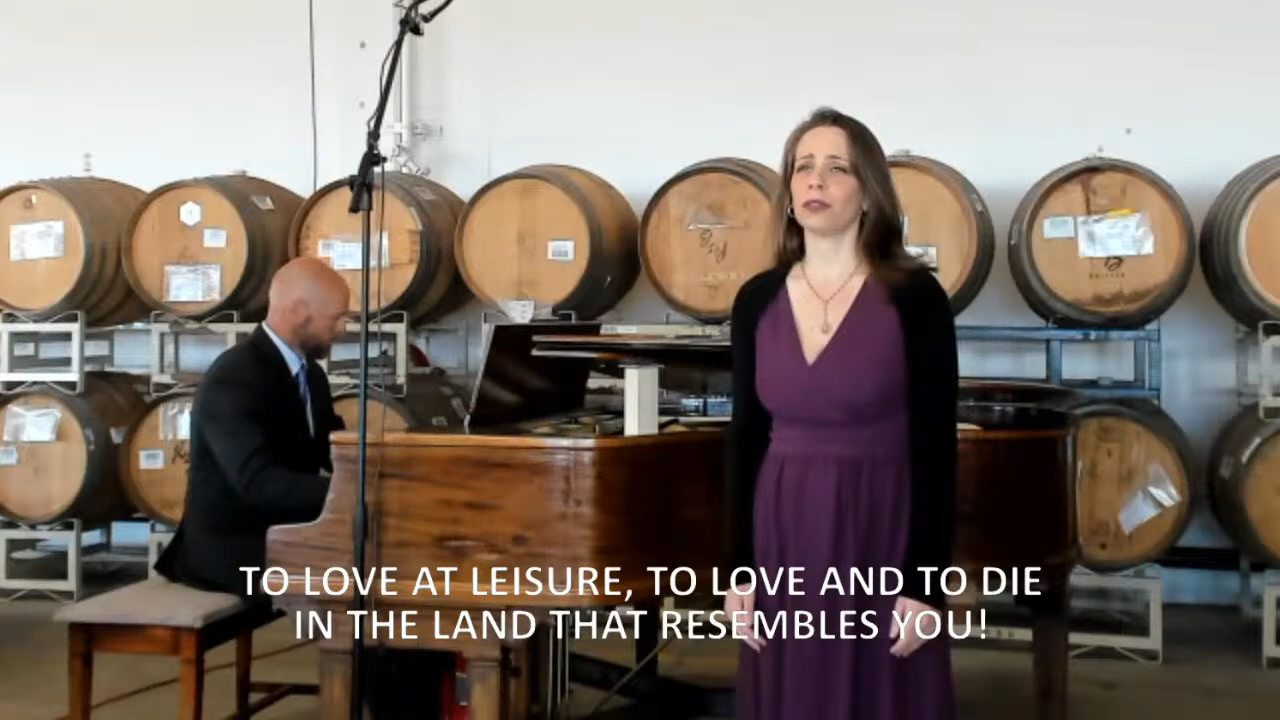 TO LOVE AT LEISURE, TO LOVE AND TO DIE
IN THE LAND THAT RESEMBLES YOU!